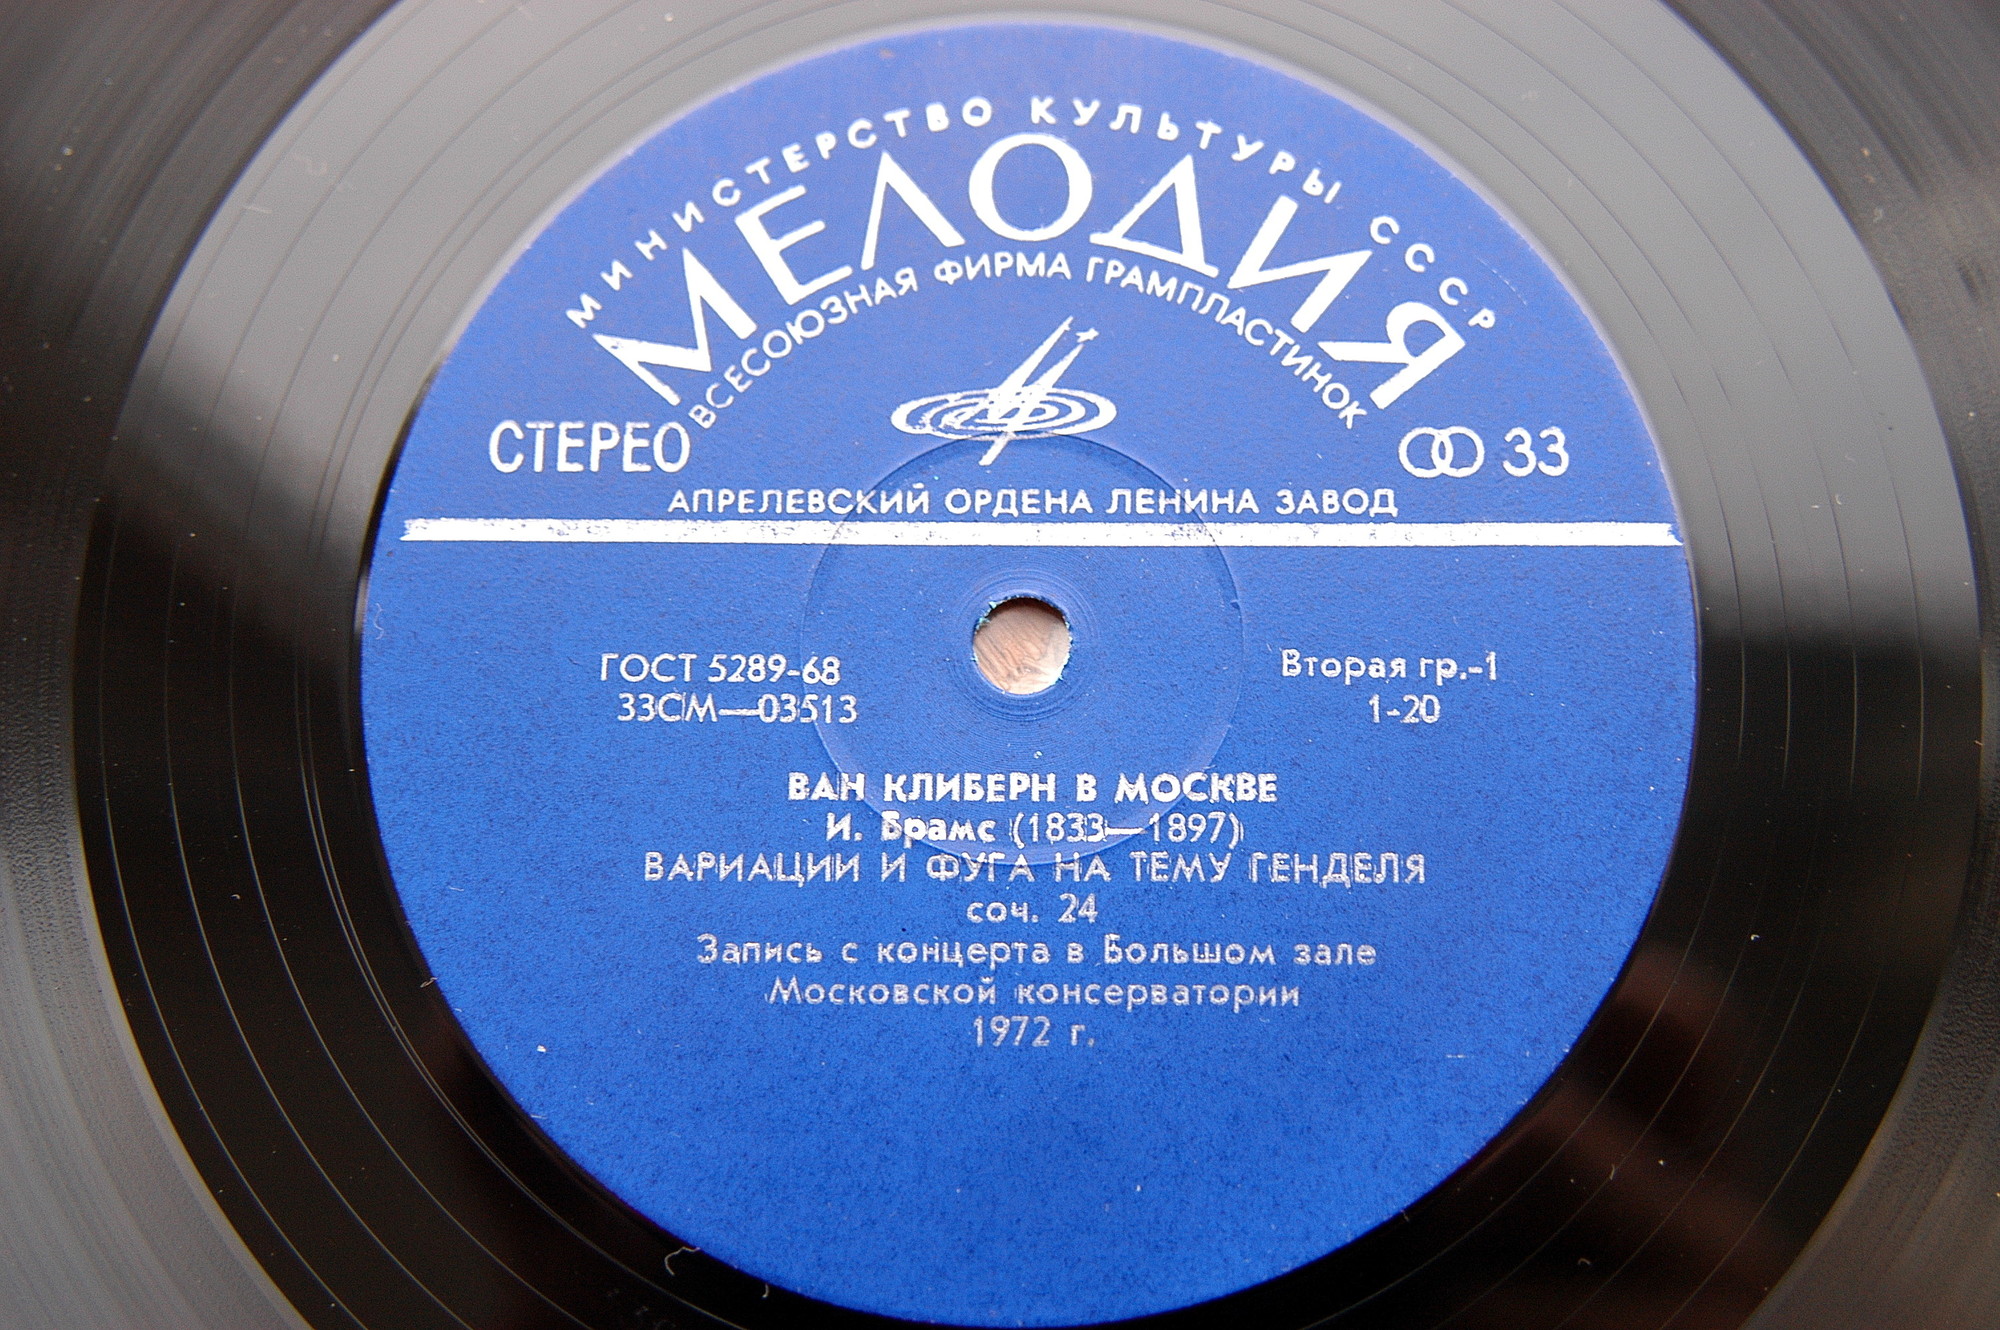 МИНИСТЕРСТВО КУЛЬТУРЫ СССР
МЕЛОДИЯ
ВСЕСОЮЗНАЯ ФИРМА ГРАМПЛАСТИНОК
СТЕРЕО 33
АПРЕЛЕВСКИЙ ОРДЕНА ЛЕНИНА ЗАВОД
ГОСТ 5289-68 Вторая гр.-1
33СМ—03513 1-20
ВАН КЛИБЕРН В МОСКВЕ
И. Брамс (1833—1897)
ВАРИАЦИИ И ФУГА НА ТЕМУ ГЕНДЕЛЯ
соч. 24
Запись с концерта в Большом зале
Московской консерватории
1972 г.